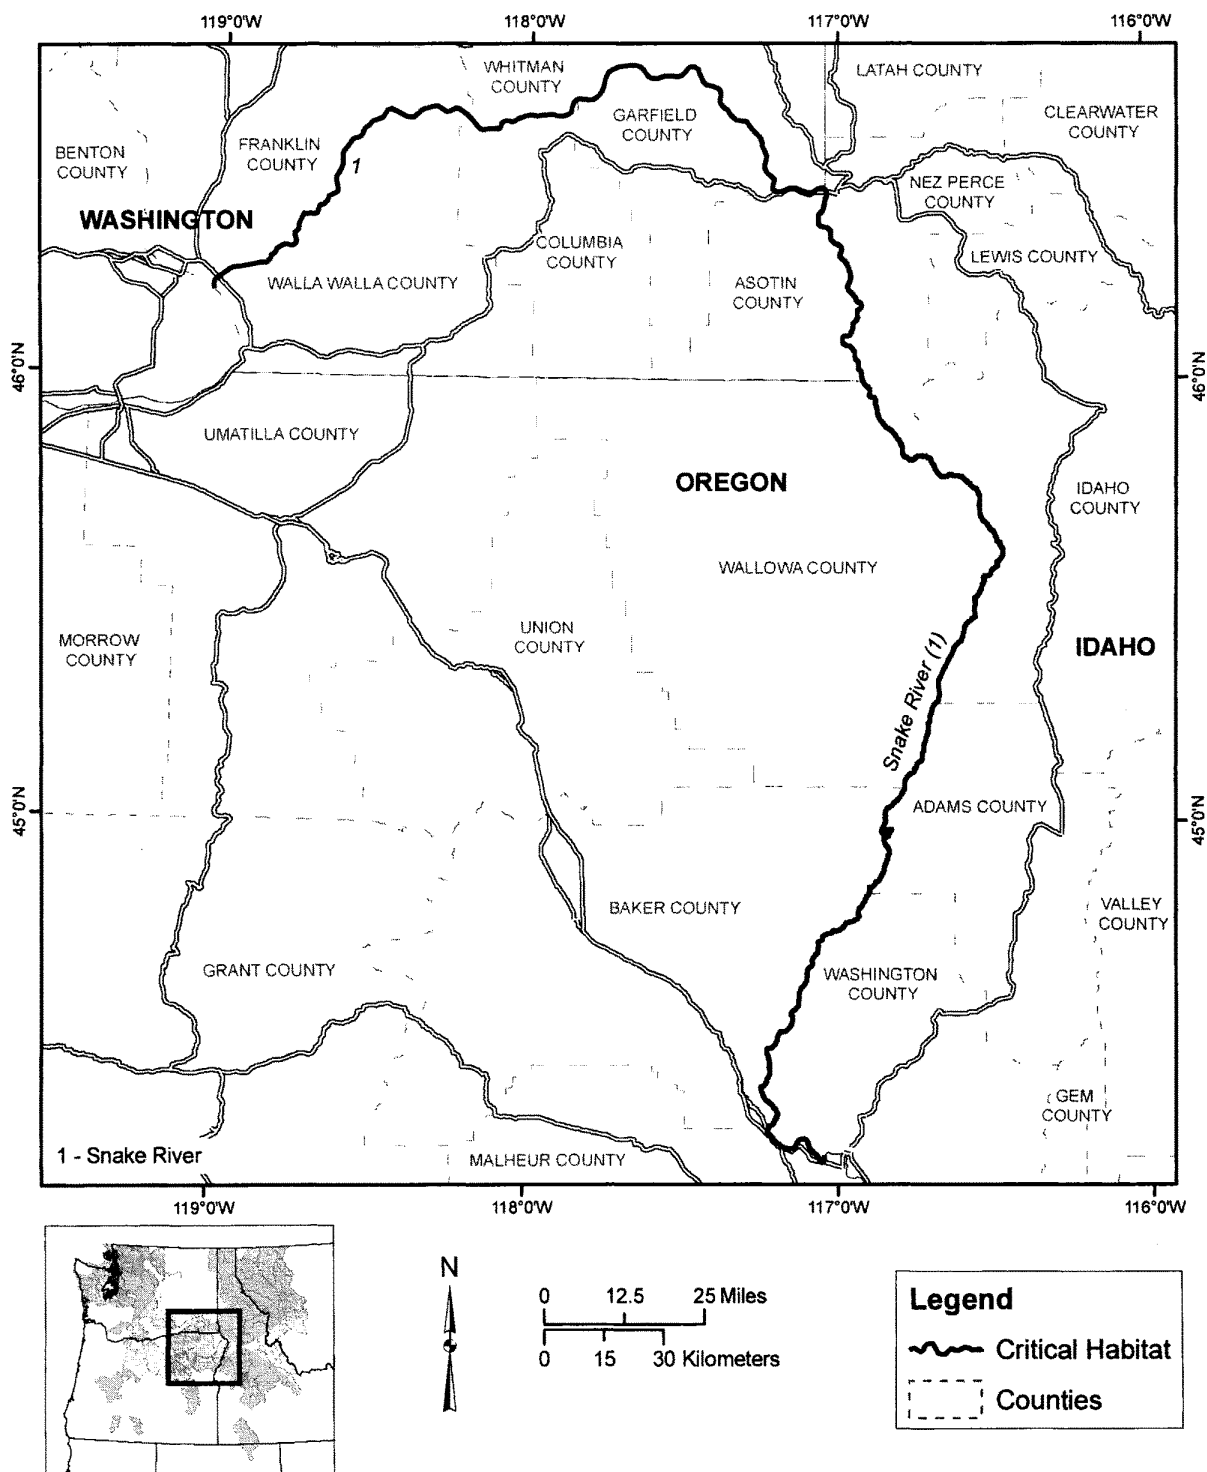 119°0'W
118°0'W
117°0'W
116°0'W
WHITMAN
COUNTY
LATAH COUNTY
CLEARWATER
COUNTY
GARFIELD
COUNTY
FRANKLIN
COUNTY
BENTON
COUNTY
1
NEZ PERCE
COUNTY
WASHINGTON
COLUMBIA
COUNTY
LEWIS COUNTY
WALLA WALLA COUNTY
ASOTIN
COUNTY
46°0'N
46°0'N
UMATILLA COUNTY
OREGON
IDAHO
COUNTY
WALLOWA COUNTY
MORROW
COUNTY
UNION
COUNTY
IDAHO
Snake River (1)
45°0'N
45°0'N
ADAMS COUNTY
BAKER COUNTY
VALLEY
COUNTY
GRANT COUNTY
WASHINGTON
COUNTY
GEM
COUNTY
1 - Snake River
MALHEUR COUNTY
119°0'W
118°0'W
117°0'W
116°0'W
N
0 12.5 25 Miles
0 15 30 Kilometers
Legend
Critical Habitat
Counties